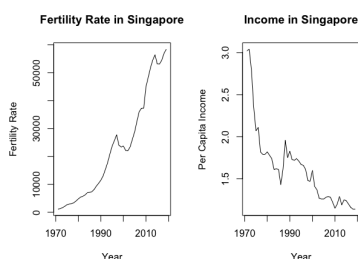 Fertility Rate in Singapore
Fertility Rate
0
10000
30000
50000
1970
1990
2010
Year
Income in Singapore
Per Capita Income
1.5
2.0
2.5
3.0
1970
1990
2010
Year